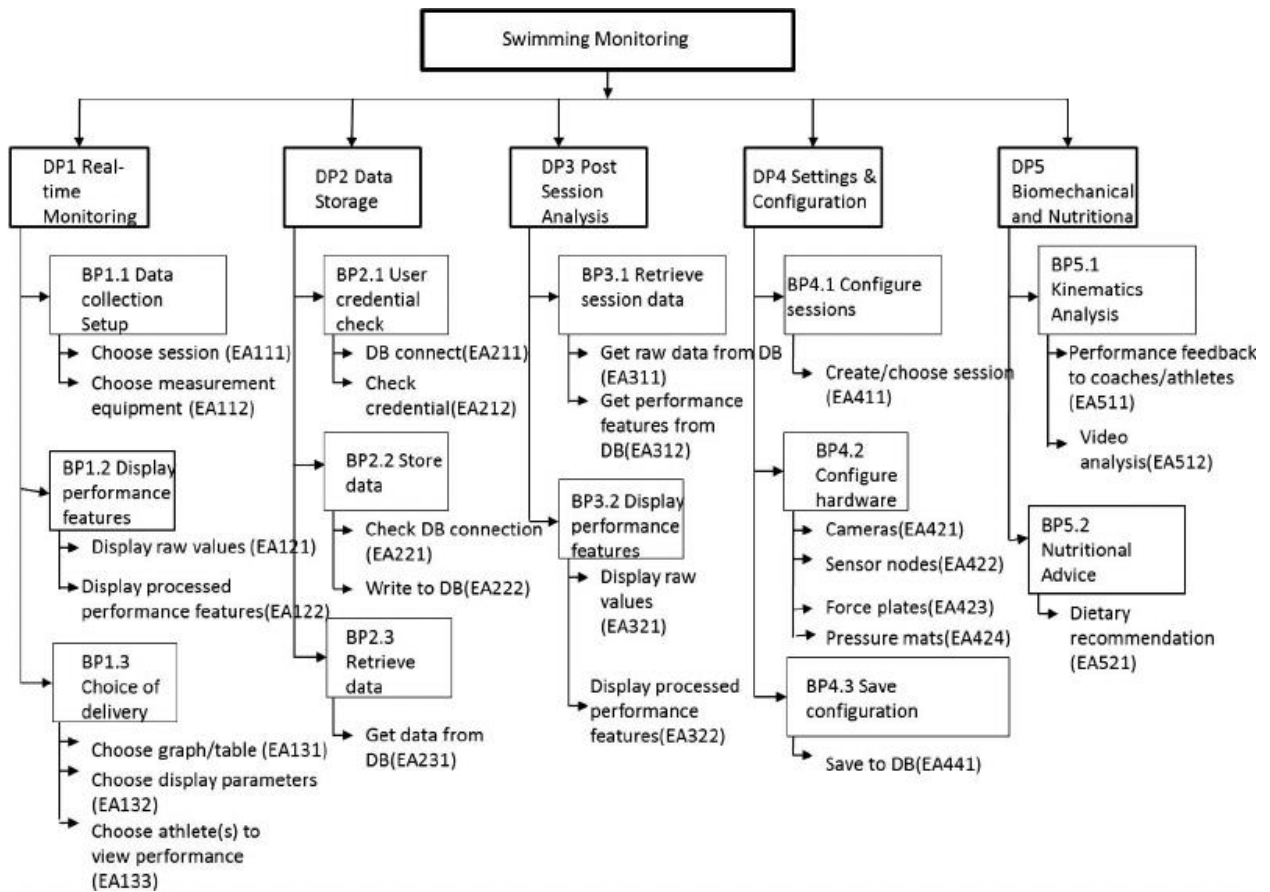 Swimming Monitoring
DP1 Real-
time
Monitoring
BP1.1 Data
collection
Setup
Choose session (EA111)
Choose measurement
equipment (EA112)
BP1.2 Display
performance
features
Display raw values (EA121)
Display processed
performance features(EA122)
BP1.3
Choice of
delivery
Choose graph/table (EA131)
Choose display parameters
(EA132)
Choose athlete(s) to
view performance
(EA133)
DP2 Data
Storage
BP2.1 User
credential
check
DB connect(EA211)
Check
credential(EA212)
BP2.2 Store
data
Check DB connection
(EA221)
Write to DB(EA222)
BP2.3
Retrieve
data
Get data from
DB(EA231)
DP3 Post
Session
Analysis
BP3.1 Retrieve
session data
Get raw data from DB
(EA311)
Get performance
features from
DB(EA312)
BP3.2 Display
performance
features
Display raw
values
(EA321)
Display processed
performance
features(EA322)
DP4 Settings &
Configuration
BP4.1 Configure
sessions
Create/choose session
(EA411)
BP4.2
Configure
hardware
Cameras(EA421)
Sensor nodes(EA422)
Force plates(EA423)
Pressure mats(EA424)
BP4.3 Save
configuration
Save to DB(EA441)
DP5
Biomechanical
and Nutritiona
BP5.1
Kinematics
Analysis
Performance feedback
to coaches/athletes
(EA511)
Video
analysis(EA512)
BP5.2
Nutritional
Advice
Dietary
recommendation
(EA521)